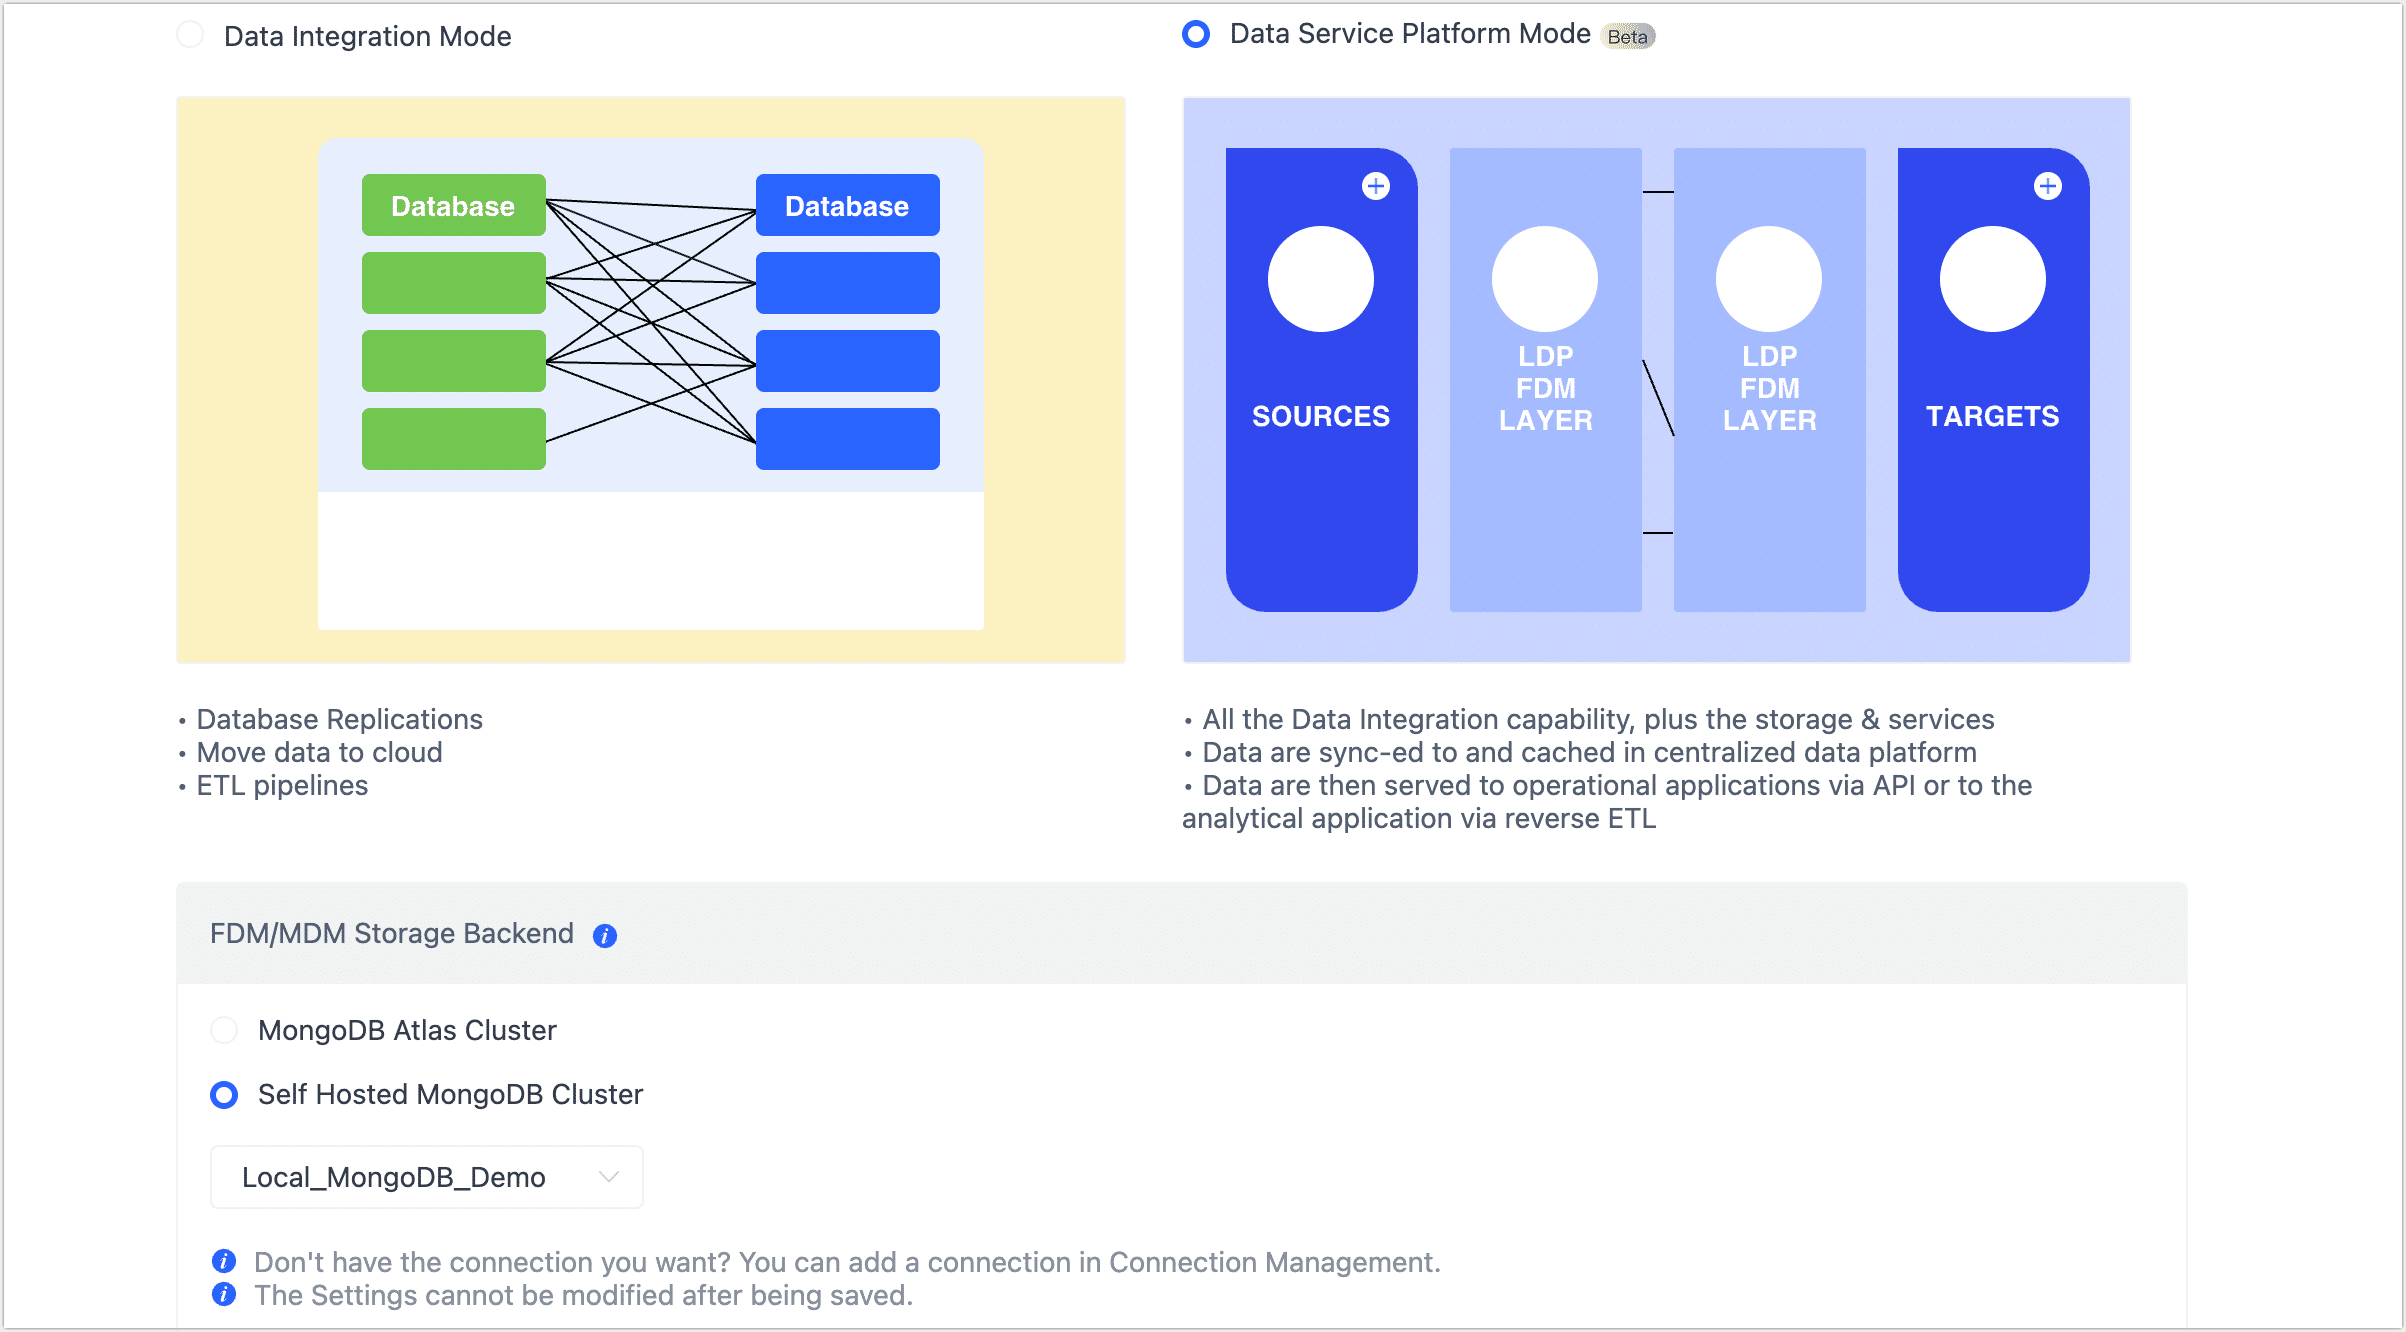 Data Integration Mode
Data Service Platform Mode Beta
Database
Database
SOURCES
LDP
FDM
LAYER
LDP
FDM
LAYER
TARGETS
• Database Replications
• Move data to cloud
• ETL pipelines
• All the Data Integration capability, plus the storage & services
• Data are sync-ed to and cached in centralized data platform
• Data are then served to operational applications via API or to the
analytical application via reverse ETL
FDM/MDM Storage Backend
MongoDB Atlas Cluster
Self Hosted MongoDB Cluster
Local_MongoDB_Demo
Don't have the connection you want? You can add a connection in Connection Management.
The Settings cannot be modified after being saved.